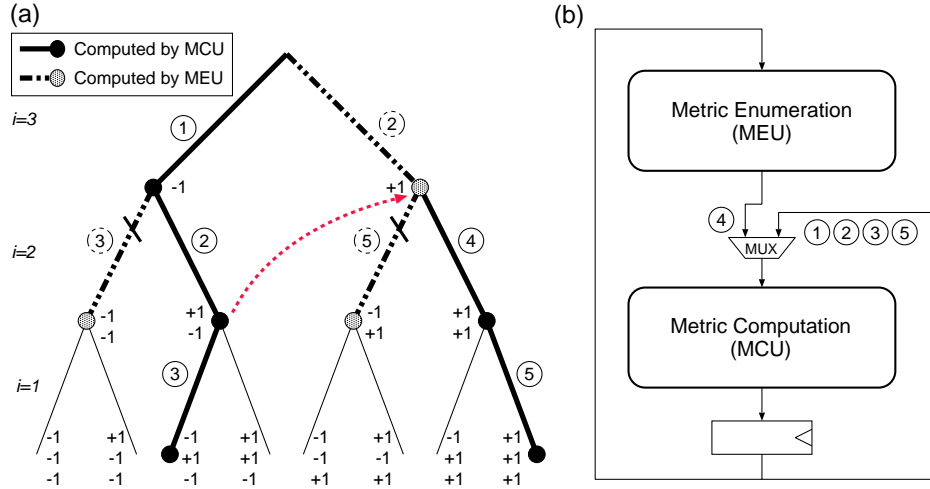 (a)
Computed by MCU
Computed by MEU
i=3
1
2
-1
+1
i=2
3
2
5
4
-1
-1
+1
-1
-1
+1
+1
+1
i=1
3
5
-1 +1 -1 +1 -1 +1 -1 +1
-1 -1 +1 +1 -1 -1 +1 +1
-1 -1 -1 -1 +1 +1 +1 +1
(b)
Metric Enumeration
(MEU)
4
1 2 3 5
MUX
Metric Computation
(MCU)